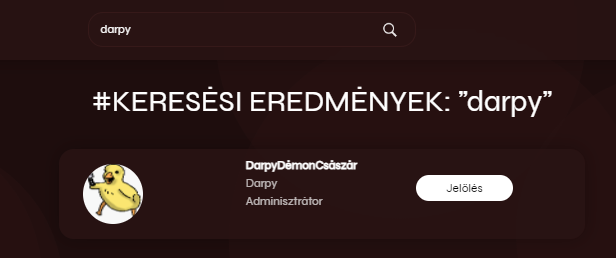 darpy
#KERESÉSI EREDMÉNYEK: ”darpy”
DarpyDémonCsászár
Darpy
Adminisztrátor
Jelölés